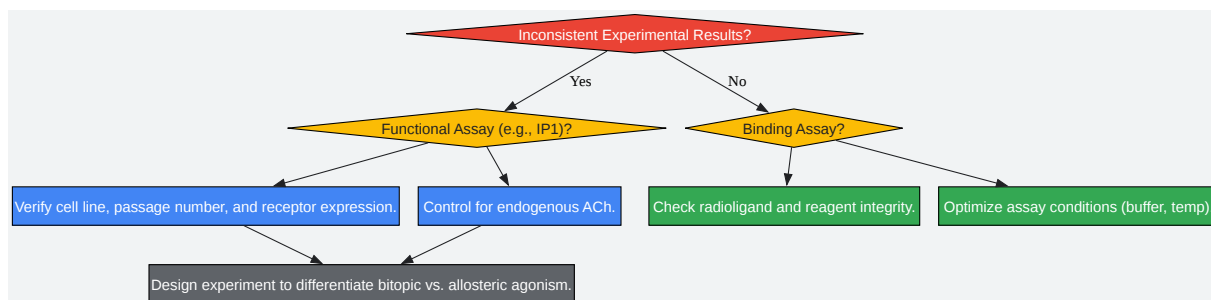 Inconsistent Experimental Results?
Yes
No
Functional Assay (e.g., IP1)?
Binding Assay?
Verify cell line, passage number, and receptor expression.
Control for endogenous ACh.
Check radioligand and reagent integrity.
Optimize assay conditions (buffer, temp)
Design experiment to differentiate bitopic vs. allosteric agonism.